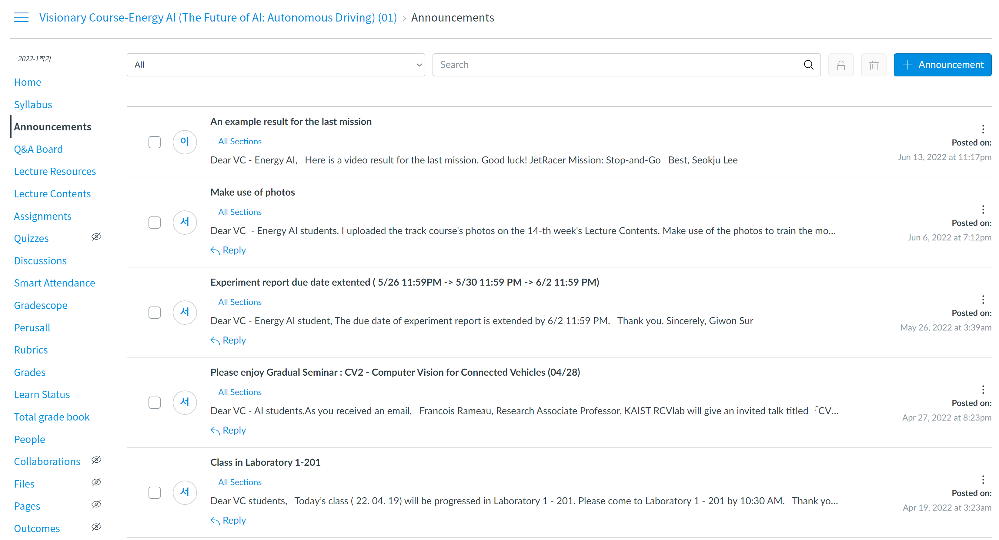 Visionary Course-Energy AI (The Future of AI: Autonomous Driving) (01) › Announcements
2022-1학기
Home
Syllabus
Announcements
Q&A Board
Lecture Resources
Lecture Contents
Assignments
Quizzes
Discussions
Smart Attendance
Gradescope
Perusall
Rubrics
Grades
Learn Status
Total grade book
People
Collaborations
Files
Pages
Outcomes
All
Search
Announcement
An example result for the last mission
이
All Sections
Dear VC - Energy AI, Here is a video result for the last mission. Good luck! JetRacer Mission: Stop-and-Go Best, Seokju Lee
Posted on:
Jun 13, 2022 at 11:17pm
Make use of photos
서
All Sections
Dear VC - Energy AI students, I uploaded the track course's photos on the 14-th week's Lecture Contents. Make use of the photos to train the mo...
Reply
Posted on:
Jun 6, 2022 at 7:12pm
Experiment report due date extented ( 5/26 11:59PM -> 5/30 11:59 PM -> 6/2 11:59 PM)
서
All Sections
Dear VC - Energy AI student, The due date of experiment report is extended by 6/2 11:59 PM. Thank you. Sincerely, Giwon Sur
Reply
Posted on:
May 26, 2022 at 3:39am
Please enjoy Gradual Seminar : CV2 - Computer Vision for Connected Vehicles (04/28)
서
All Sections
Dear VC - AI students,As you received an email, Francois Rameau, Research Associate Professor, KAIST RCVlab will give an invited talk titled『CV...
Reply
Posted on:
Apr 27, 2022 at 8:23pm
Class in Laboratory 1-201
서
All Sections
Dear VC students, Today’s class ( 22. 04. 19) will be progressed in Laboratory 1 - 201. Please come to Laboratory 1 - 201 by 10:30 AM. Thank yo...
Reply
Posted on:
Apr 19, 2022 at 3:23am